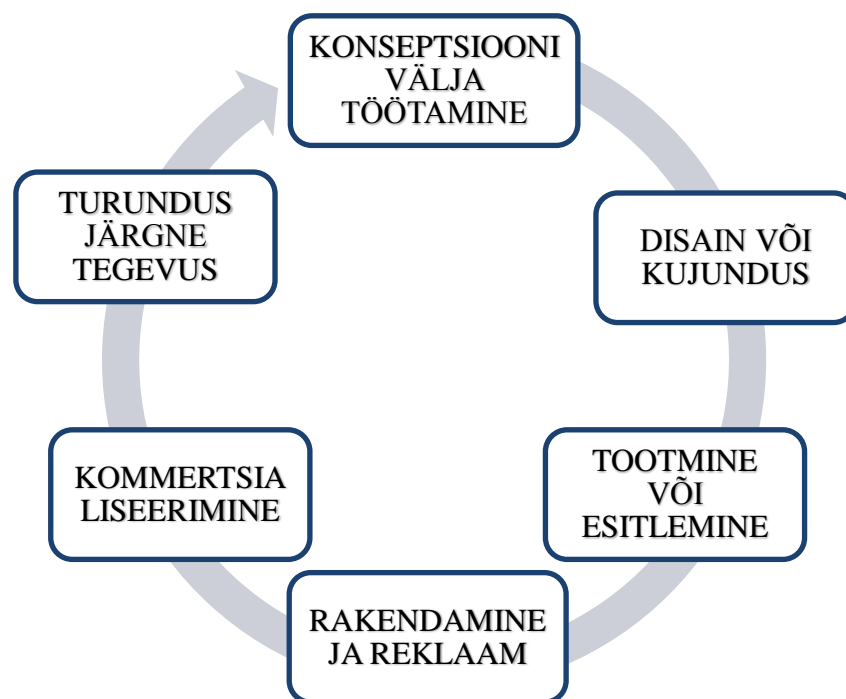 KONSEPTSIOONI
VÄLJA
TÖÖTAMINE
DISAIN VÕI
KUJUNDUS
TOOTMINE
VÕI
ESITLEMINE
RAKENDAMINE
JA REKLAAM
KOMMERTSIA
LISEERIMINE
TURUNDUS
JÄRGNE
TEGEVUS